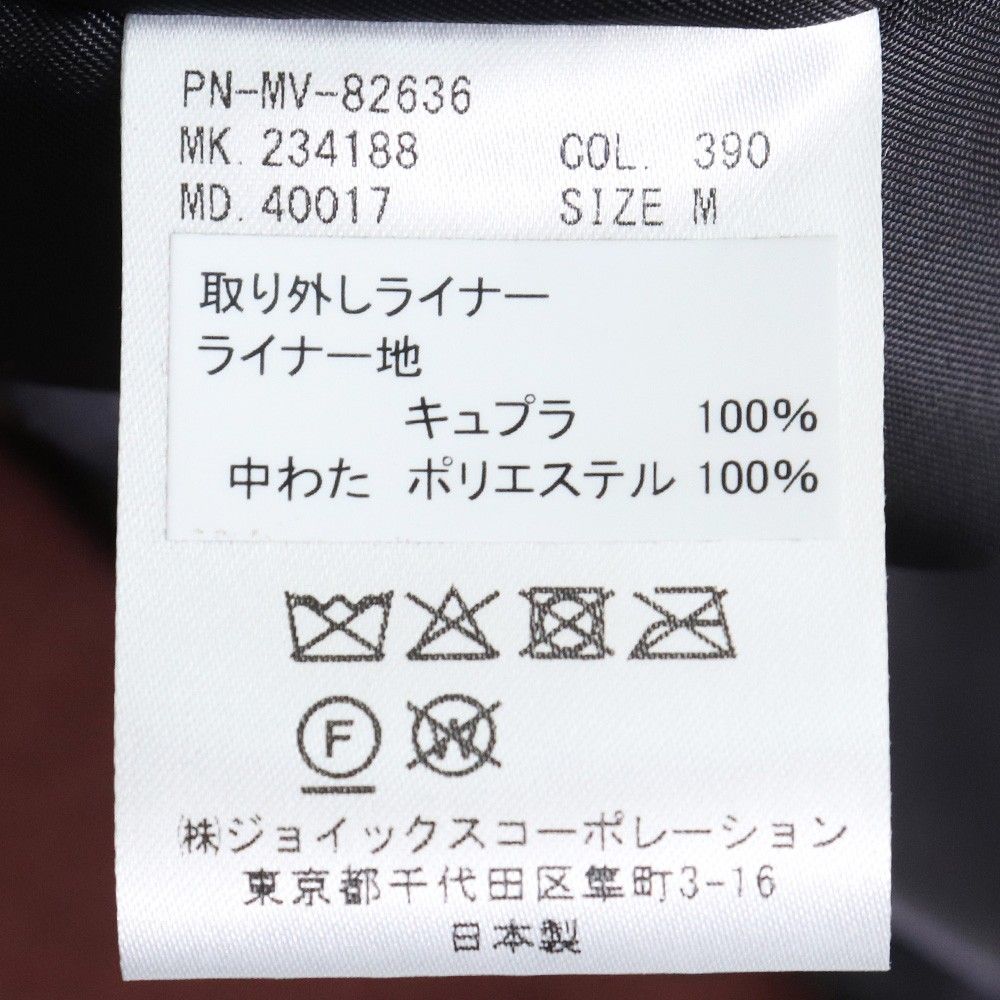 PN-MV-82636
MK. 234188 COL. 390
MD. 40017 SIZE M
取り外しライナー
ライナー地
キュプラ 100%
中わた ポリエステル 100%
F
W
㈱ジョイックスコーポレーション
東京都千代田区隼町3-16
日本製